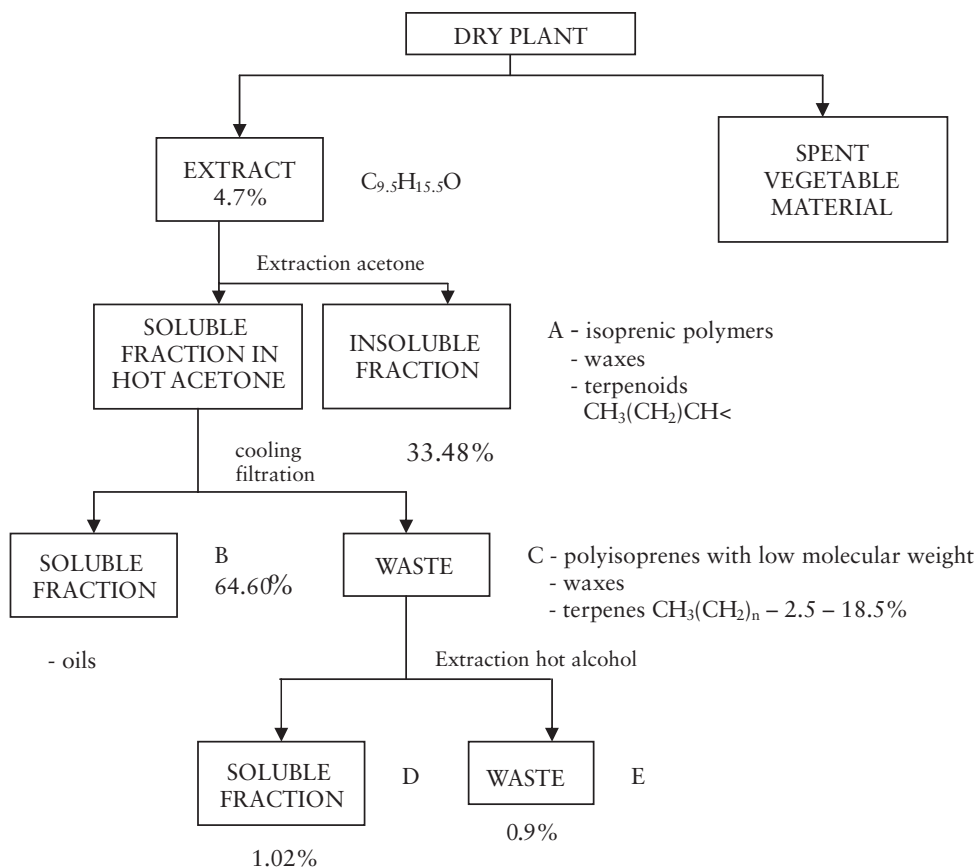 DRY PLANT
EXTRACT
4.7%
C₉.₅H₁₅.₅O
SPENT
VEGETABLE
MATERIAL
Extraction acetone
SOLUBLE
FRACTION IN
HOT ACETONE
INSOLUBLE
FRACTION
A - isoprenic polymers
- waxes
- terpenoids
CH₃(CH₂)CH<
33.48%
cooling
filtration
SOLUBLE
FRACTION
B
64.60%
WASTE
C - polyisoprenes with low molecular weight
- waxes
- terpenes CH₃(CH₂)ₙ – 2.5 – 18.5%
- oils
Extraction hot alcohol
SOLUBLE
FRACTION
D
WASTE
E
0.9%
1.02%